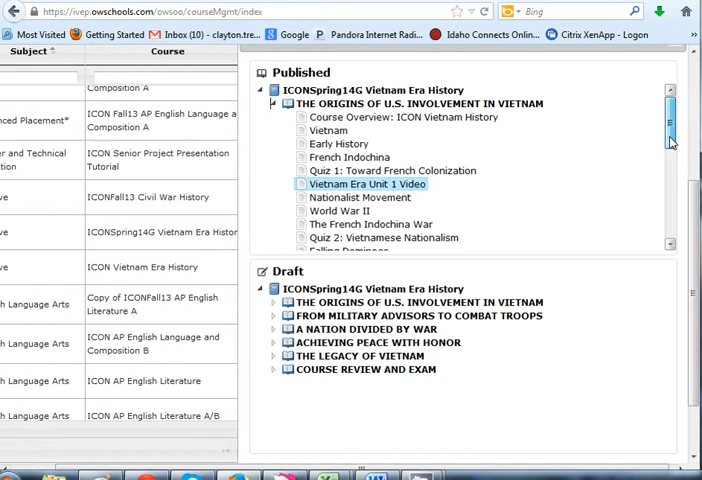 https://ivep.owschools.com/owsoo/courseMgmt/index
Bing
Most Visited
Getting Started
Inbox (10) - clayton.tre...
Google
Pandora Internet Radi...
Idaho Connects Onlin...
Citrix XenApp - Logon
»
Subject
Course
Composition A
nced Placement*
ICON Fall13 AP English Language a
Composition A
er and Technical
ation
ICON Senior Project Presentation
Tutorial
ve
ICONFall13 Civil War History
ve
ICONSpring14G Vietnam Era Histor
ve
ICON Vietnam Era History
sh Language Arts
Copy of ICONFall13 AP English
Literature A
sh Language Arts
ICON AP English Language and
Composition B
sh Language Arts
ICON AP English Literature
sh Language Arts
ICON AP English Literature A/B
Published
ICONSpring14G Vietnam Era History
THE ORIGINS OF U.S. INVOLVEMENT IN VIETNAM
Course Overview: ICON Vietnam History
Vietnam
Early History
French Indochina
Quiz 1: Toward French Colonization
Vietnam Era Unit 1 Video
Nationalist Movement
World War II
The French Indochina War
Quiz 2: Vietnamese Nationalism
Falling Dominoes
Draft
ICONSpring14G Vietnam Era History
THE ORIGINS OF U.S. INVOLVEMENT IN VIETNAM
FROM MILITARY ADVISORS TO COMBAT TROOPS
A NATION DIVIDED BY WAR
ACHIEVING PEACE WITH HONOR
THE LEGACY OF VIETNAM
COURSE REVIEW AND EXAM